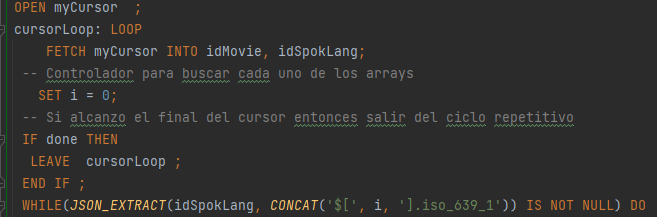 OPEN myCursor  ;
cursorLoop: LOOP
    FETCH myCursor INTO idMovie, idSpokLang;
 -- Controlador para buscar cada uno de los arrays
   SET i = 0;
 -- Si alcanzo el final del cursor entonces salir del ciclo repetitivo
 IF done THEN
  LEAVE  cursorLoop ;
 END IF ;
 WHILE(JSON_EXTRACT(idSpokLang, CONCAT('$[', i, '].iso_639_1')) IS NOT NULL) DO